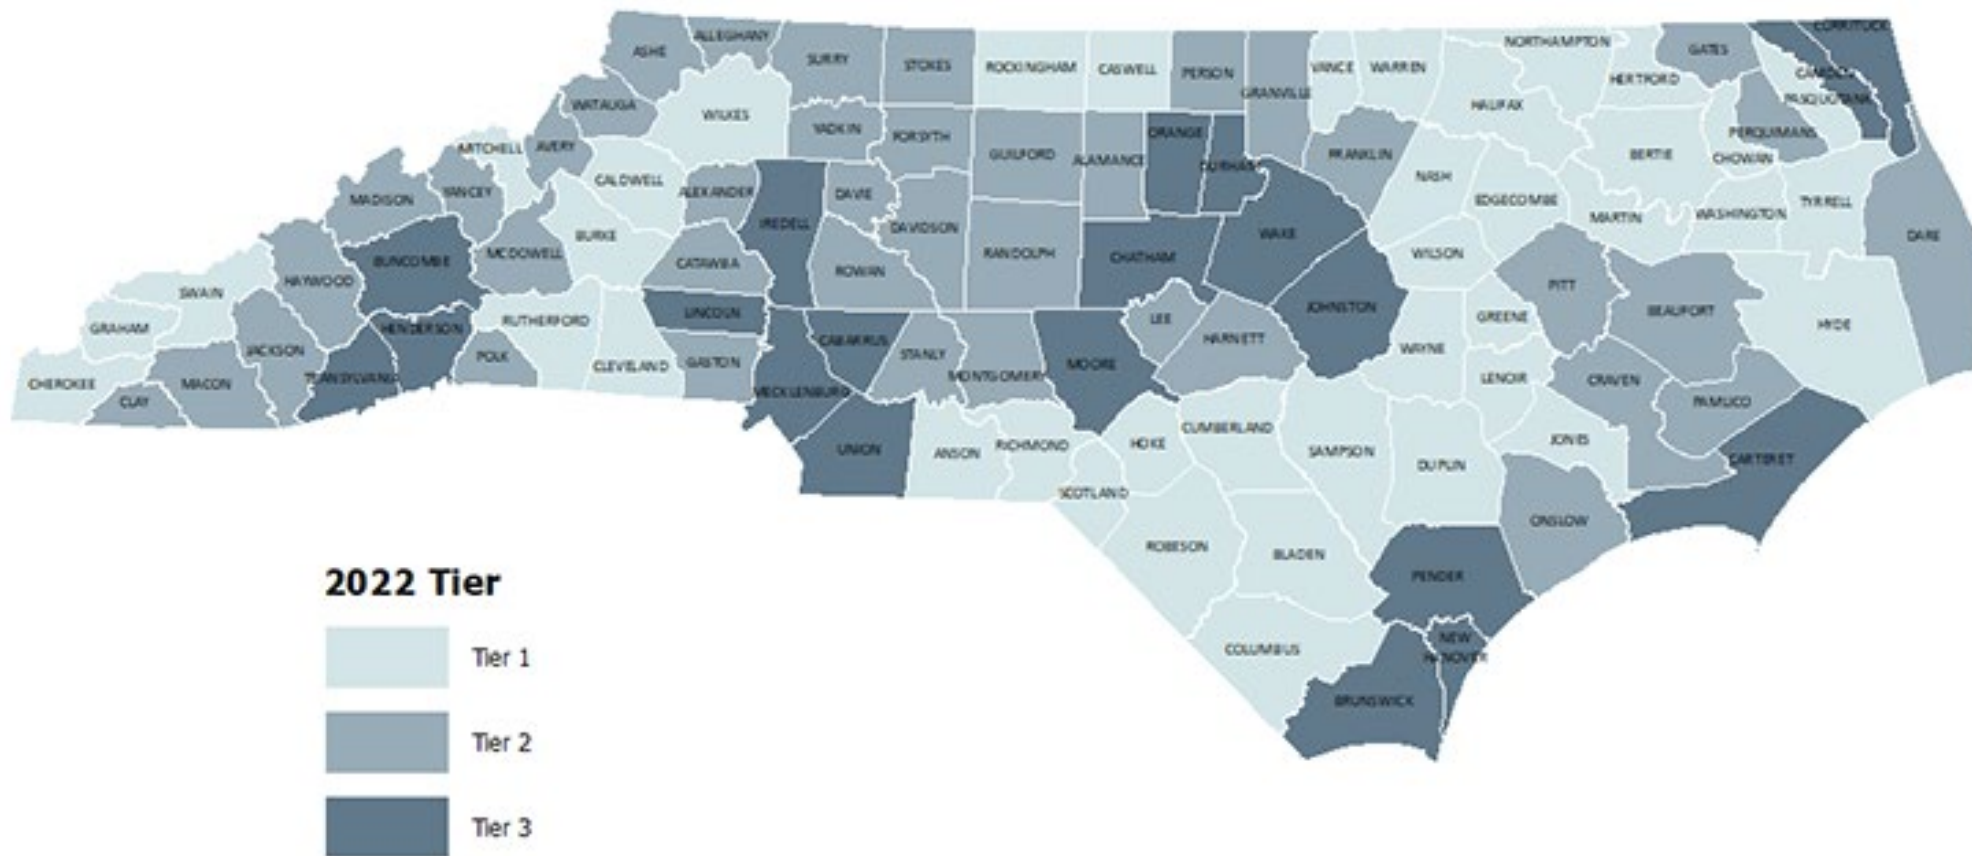 CURRITUCK
ALLEGHANY
NORTHAMPTON
ASHE
SURRY
STOKES
ROCKINGHAM
CASWELL
PERSON
VANCE
WARREN
GATES
HERTFORD
CAMDEN
GRANVILLE
WATAUGA
HALIFAX
PASQUOTANK
WILKES
YADKIN
FORSYTH
ORANGE
PERQUIMANS
MITCHELL
AVERY
GUILFORD
ALAMANCE
DURHAM
FRANKLIN
BERTIE
CHOWAN
CALDWELL
NASH
MADISON
YANCEY
ALEXANDER
DAVIE
EDGECOMBE
TYRRELL
MARTIN
WASHINGTON
IREDELL
DAVIDSON
WAKE
BURKE
DARE
BUNCOMBE
MCDOWELL
CATAWBA
ROWAN
RANDOLPH
CHATHAM
WILSON
HAYWOOD
SWAIN
PITT
GRAHAM
HENDERSON
RUTHERFORD
LINCOLN
JOHNSTON
LEE
GREENE
BEAUFORT
HYDE
CABARRUS
HARNETT
JACKSON
POLK
STANLY
WAYNE
CHEROKEE
MACON
TRANSYLVANIA
CLEVELAND
GASTON
MONTGOMERY
MOORE
LENOIR
CRAVEN
CLAY
MECKLENBURG
PAMLICO
UNION
ANSON
RICHMOND
HOKE
CUMBERLAND
SAMPSON
JONES
DUPLIN
CARTERET
SCOTLAND
ONSLOW
ROBESON
BLADEN
PENDER
NEW
HANOVER
COLUMBUS
BRUNSWICK
2022 Tier
Tier 1
Tier 2
Tier 3